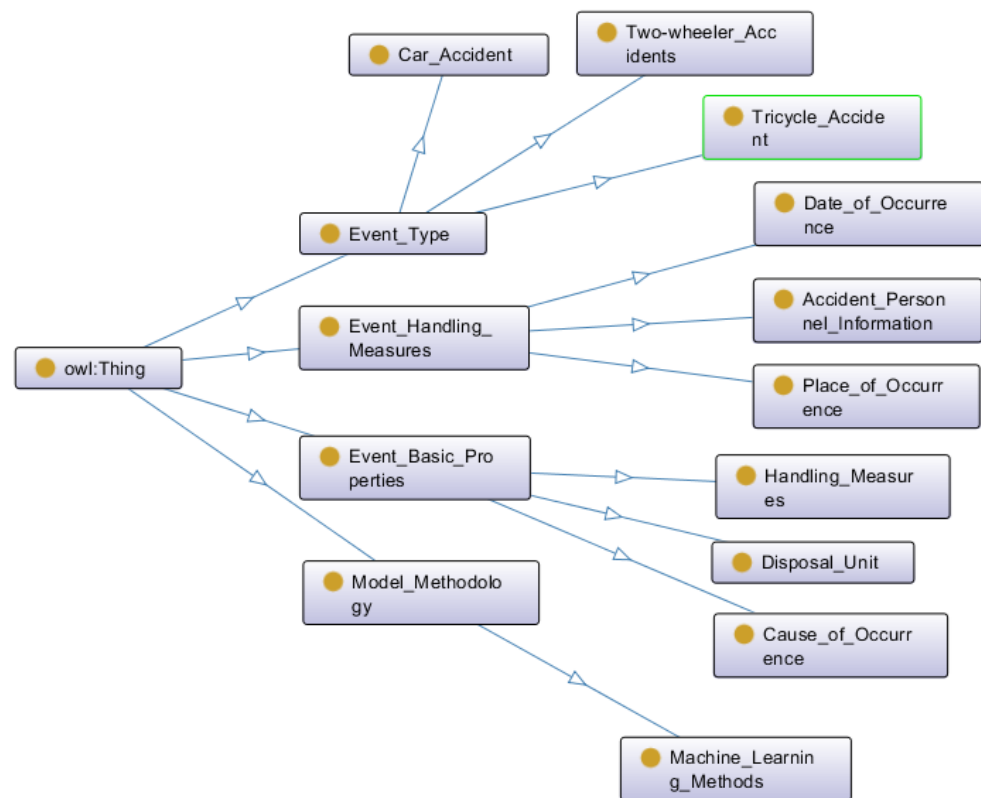 Car_Accident
Two-wheeler_Acc
idents
Tricycle_Accide
nt
Event_Type
Date_of_Occurre
nce
Event_Handling_
Measures
Accident_Person
nel_Information
owl:Thing
Place_of_Occurr
ence
Event_Basic_Pro
perties
Handling_Measur
es
Disposal_Unit
Model_Methodolo
gy
Cause_of_Occurr
ence
Machine_Learnin
g_Methods